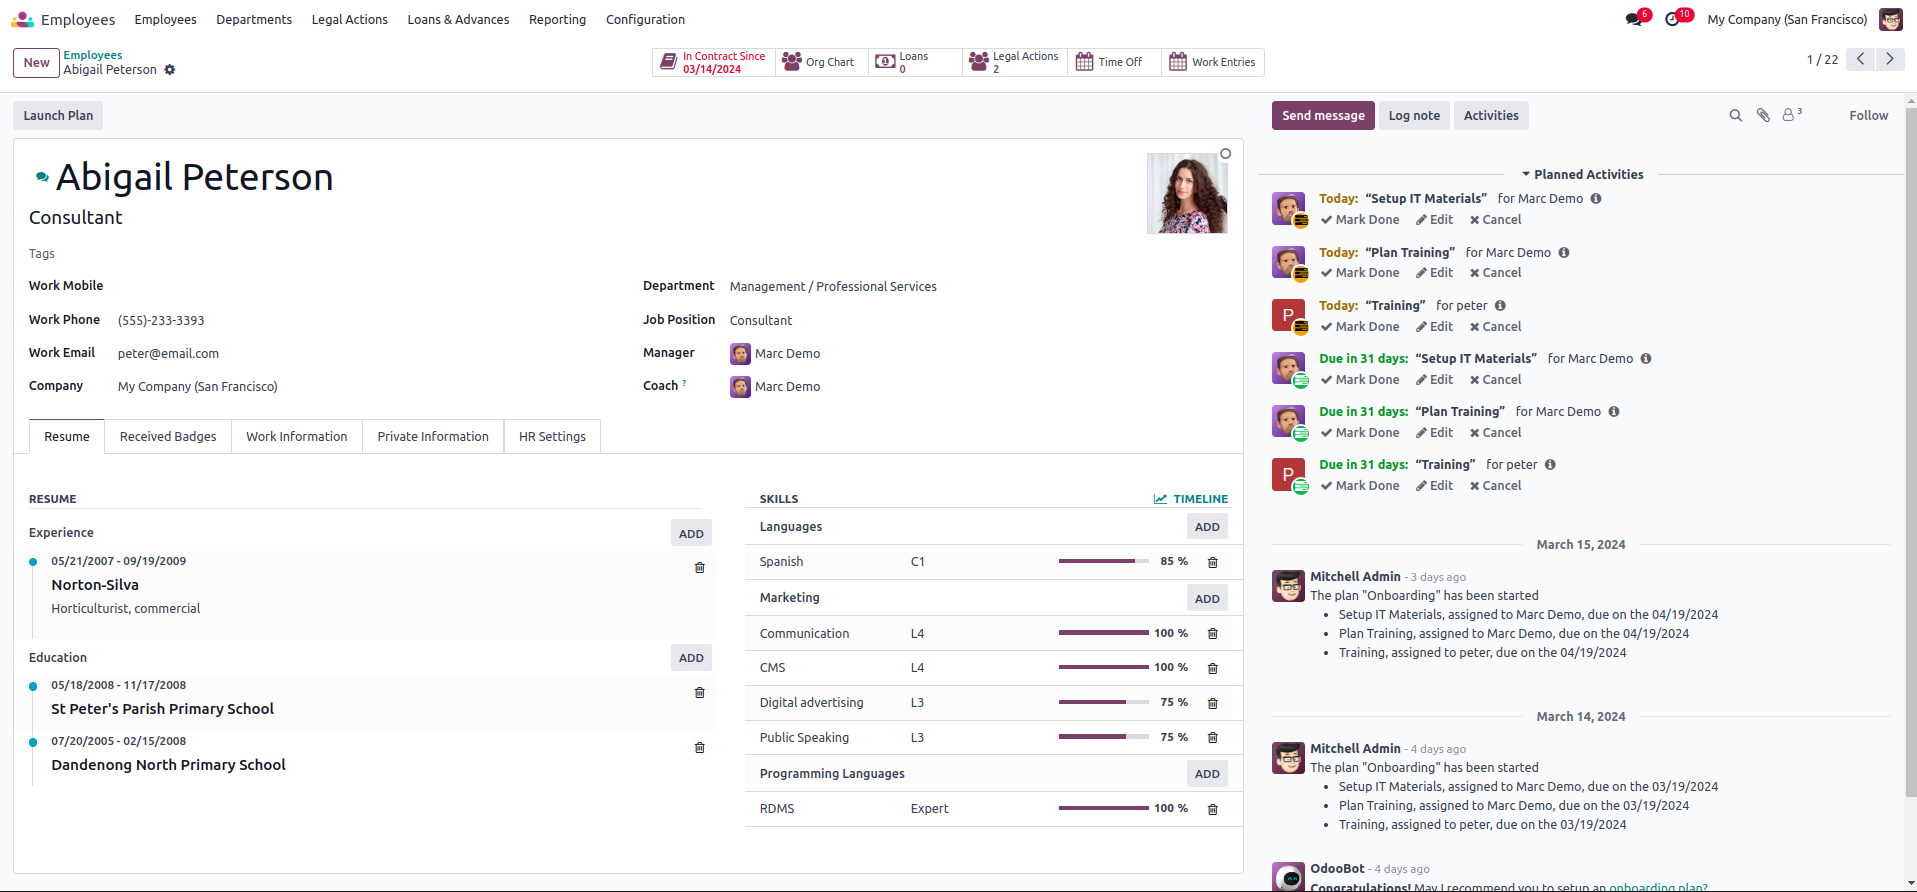 Employees Employees Departments Legal Actions Loans & Advances Reporting Configuration 6 10 My Company (San Francisco)
New Employees
Abigail Peterson
In Contract Since
03/14/2024
Org Chart
Loans
0
Legal Actions
2
Time Off
Work Entries
1 / 22
Launch Plan
Abigail Peterson
Consultant
Tags
Work Mobile
Work Phone (555)-233-3393
Work Email peter@email.com
Company My Company (San Francisco)
Department Management / Professional Services
Job Position Consultant
Manager Marc Demo
Coach ? Marc Demo
Resume Received Badges Work Information Private Information HR Settings
RESUME
Experience ADD
05/21/2007 - 09/19/2009
Norton-Silva
Horticulturist, commercial
Education ADD
05/18/2008 - 11/17/2008
St Peter's Parish Primary School
07/20/2005 - 02/15/2008
Dandenong North Primary School
SKILLS TIMELINE
Languages ADD
Spanish C1 85 %
Marketing ADD
Communication L4 100 %
CMS L4 100 %
Digital advertising L3 75 %
Public Speaking L3 75 %
Programming Languages ADD
RDMS Expert 100 %
Send message Log note Activities 3 Follow
Planned Activities
Today: “Setup IT Materials” for Marc Demo
Mark Done Edit Cancel
Today: “Plan Training” for Marc Demo
Mark Done Edit Cancel
P
Today: “Training” for peter
Mark Done Edit Cancel
Due in 31 days: “Setup IT Materials” for Marc Demo
Mark Done Edit Cancel
Due in 31 days: “Plan Training” for Marc Demo
Mark Done Edit Cancel
P
Due in 31 days: “Training” for peter
Mark Done Edit Cancel
March 15, 2024
Mitchell Admin - 3 days ago
The plan "Onboarding" has been started
• Setup IT Materials, assigned to Marc Demo, due on the 04/19/2024
• Plan Training, assigned to Marc Demo, due on the 04/19/2024
• Training, assigned to peter, due on the 04/19/2024
March 14, 2024
Mitchell Admin - 4 days ago
The plan "Onboarding" has been started
• Setup IT Materials, assigned to Marc Demo, due on the 03/19/2024
• Plan Training, assigned to Marc Demo, due on the 03/19/2024
• Training, assigned to peter, due on the 03/19/2024
OdooBot - 4 days ago
Congratulations! May I recommend you to setup an onboarding plan?